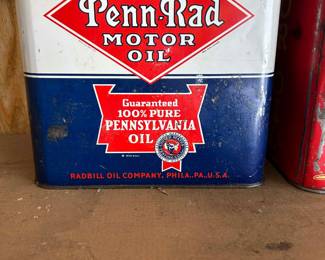 Penn-Rad
MOTOR
OIL
Guaranteed
100% PURE
PENNSYLVANIA
OIL
RADBILL OIL COMPANY, PHILA., PA., U.S.A.